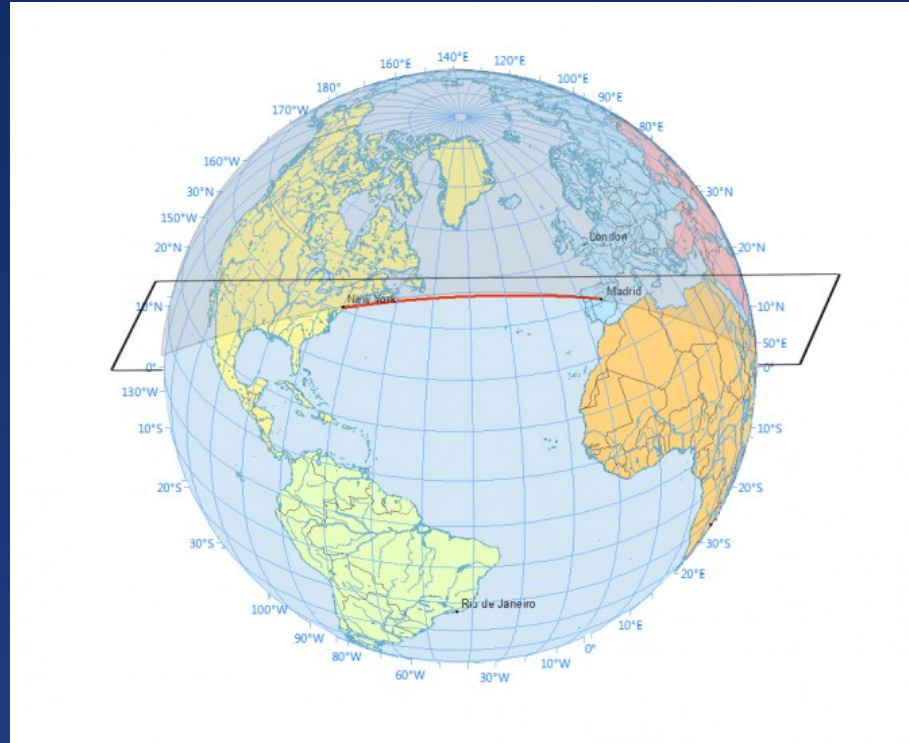 140°E
160°E
120°E
180°
100°E
170°W
90°E
80°E
160°W
30°N
30°N
150°W
20°N
London
20°N
New York
Madrid
10°N
10°N
50°E
0°
0°
130°W
10°S
10°S
20°S
20°S
30°S
30°S
20°E
Rio de Janeiro
100°W
10°E
90°W
0°
80°W
10°W
60°W
30°W